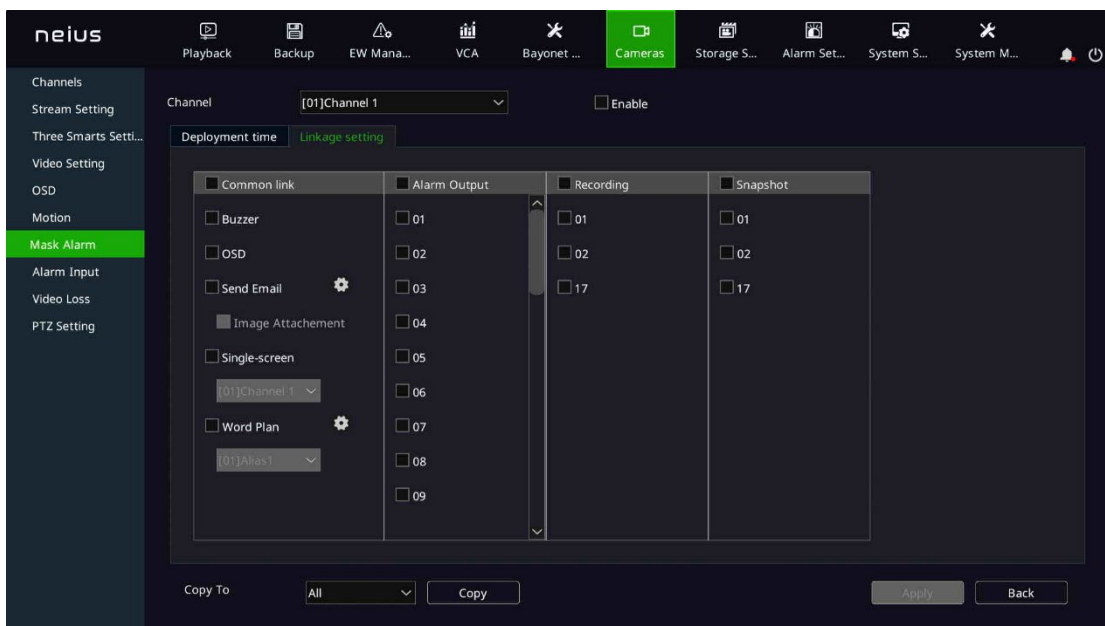 neius
Playback Backup EW Mana... VCA Bayonet ... Cameras Storage S... Alarm Set... System S... System M...
Channels
Stream Setting
Three Smarts Setti...
Video Setting
OSD
Motion
Mask Alarm
Alarm Input
Video Loss
PTZ Setting
Channel [01]Channel 1 Enable
Deployment time Linkage setting
Common link Alarm Output Recording Snapshot
Buzzer 01 01 01
OSD 02 02 02
Send Email 03 17 17
Image Attachement 04
Single-screen 05
[01]Channel 1 06
Word Plan 07
[01]Alias1 08
09
Copy To All Copy Apply Back